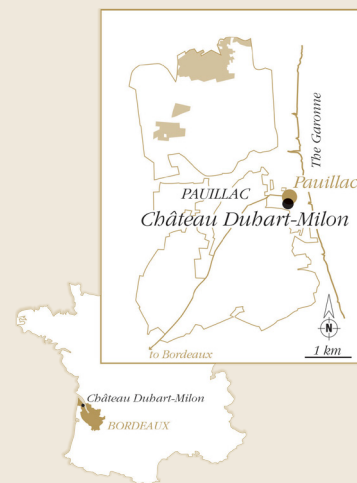 The Garonne
Pauillac
PAUILLAC
Château Duhart-Milon
N
to Bordeaux
1 km
Château Duhart-Milon
BORDEAUX